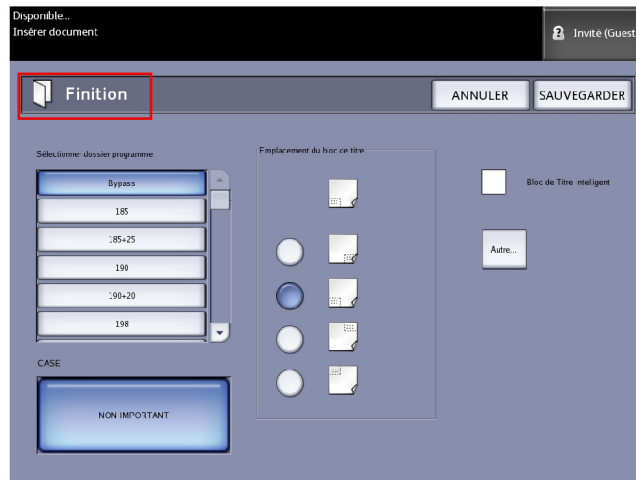 Disponible...
Insérer document
Invité (Guest
Finition
ANNULER
SAUVEGARDER
Sélectionner dossier programme
Bypass
185
185+25
190
190+20
198
CASE
NON IMPORTANT
Emplacement du bloc de titre
Bloc de Titre Intelligent
Autre...